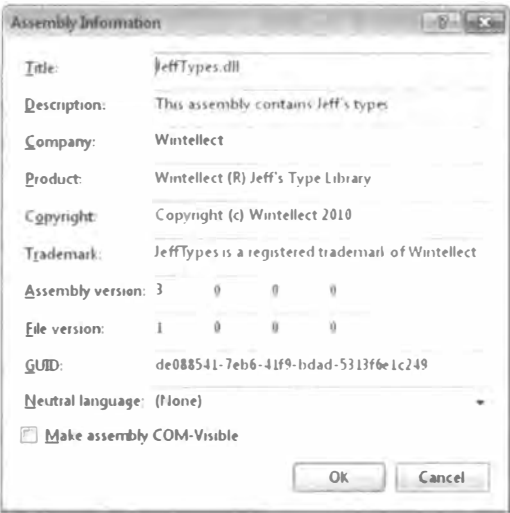 Assembly Information
Title: JeffTypes.dll
Description: This assembly contains Jeff's types
Company: Wintellect
Product: Wintellect (R) Jeff's Type Library
Copyright: Copyright (c) Wintellect 2010
Trademark: JeffTypes is a registered trademark of Wintellect
Assembly version: 3 0 0 0
File version: 1 0 0 0
GUID: de088541-7eb6-41f9-bdad-5313f6e1c249
Neutral language: (None)
Make assembly COM-Visible
Ok Cancel